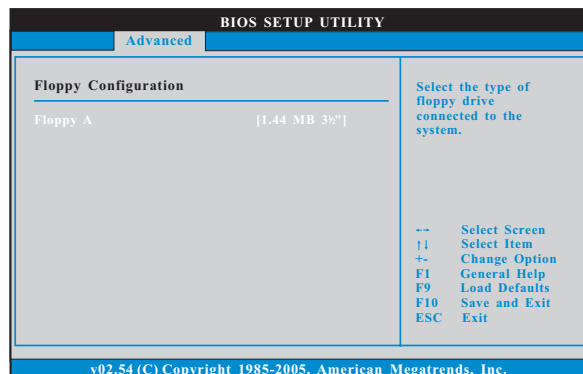 BIOS SETUP UTILITY
Advanced
Floppy Configuration
Floppy A [1.44 MB 3½"]
Select the type of
floppy drive
connected to the
system.
←→ Select Screen
↑↓ Select Item
+- Change Option
F1 General Help
F9 Load Defaults
F10 Save and Exit
ESC Exit
v02.54 (C) Copyright 1985-2005, American Megatrends, Inc.